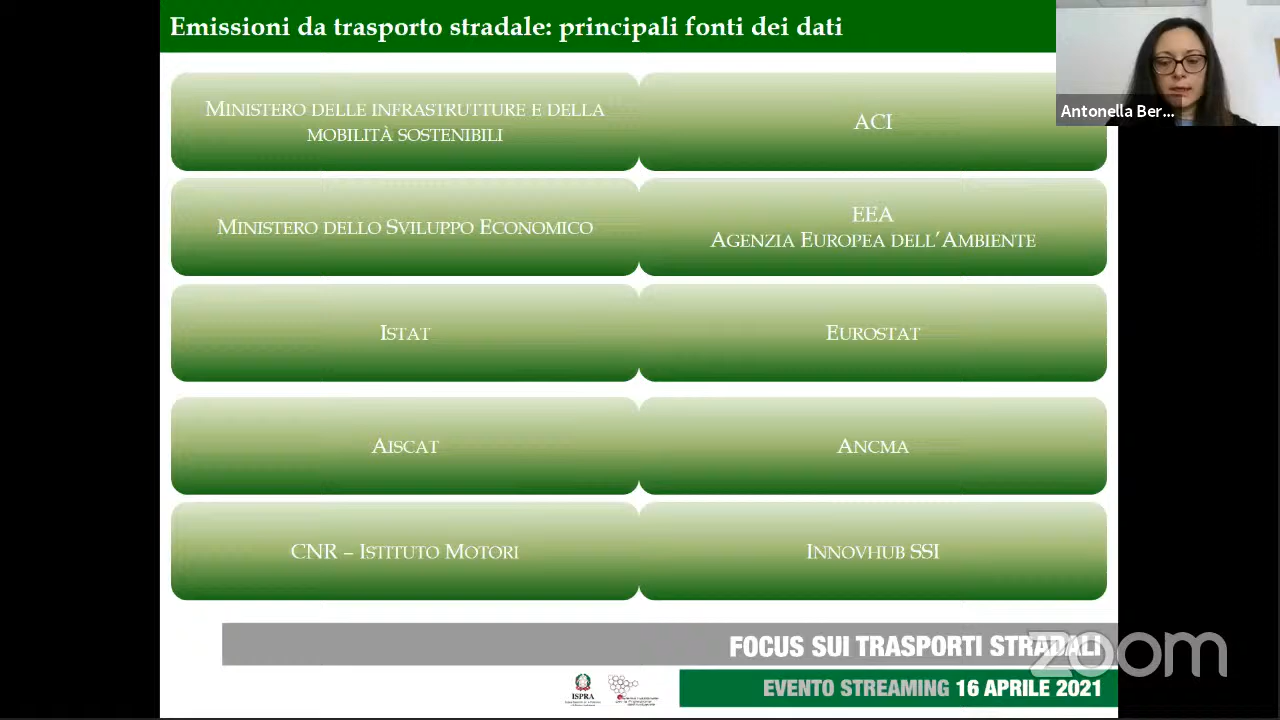 Emissioni da trasporto stradale: principali fonti dei dati
Antonella Ber...
MINISTERO DELLE INFRASTRUTTURE E DELLA
MOBILITÀ SOSTENIBILI
ACI
MINISTERO DELLO SVILUPPO ECONOMICO
EEA
AGENZIA EUROPEA DELL'AMBIENTE
ISTAT
EUROSTAT
AISCAT
ANCMA
CNR – ISTITUTO MOTORI
INNOVHUB SSI
FOCUS SUI TRASPORTI STRADALI
zoom
ISPRA
EVENTO STREAMING 16 APRILE 2021